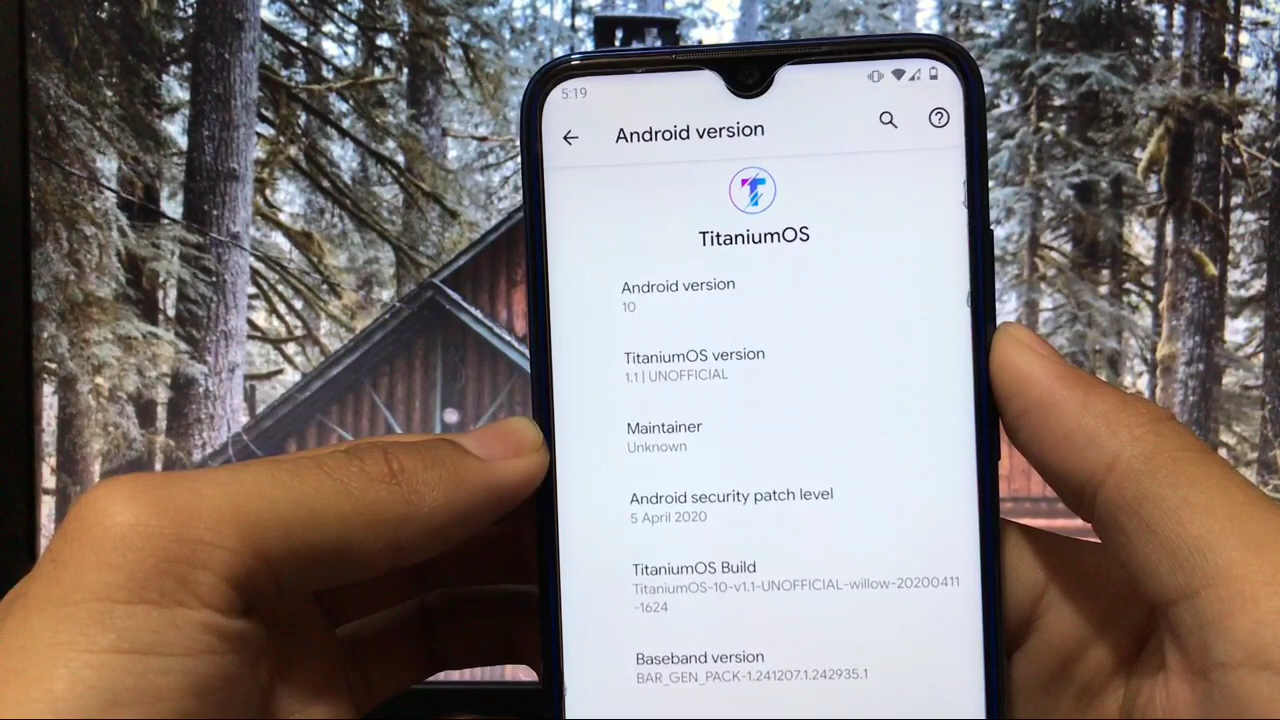 5:19
Android version
TitaniumOS
Android version
10
TitaniumOS version
1.1 | UNOFFICIAL
Maintainer
Unknown
Android security patch level
5 April 2020
TitaniumOS Build
TitaniumOS-10-v1.1-UNOFFICIAL-willow-20200411
-1624
Baseband version
BAR_GEN_PACK-1.241207.1.242935.1